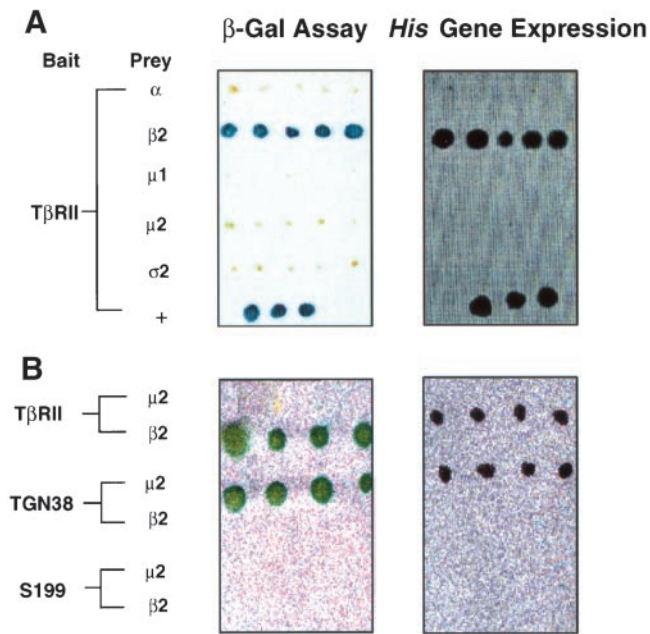 A
β-Gal Assay His Gene Expression
Bait Prey
α
β2
μ1
TβRII
μ2
σ2
+
B
μ2
TβRII
β2
μ2
TGN38
β2
μ2
S199
β2